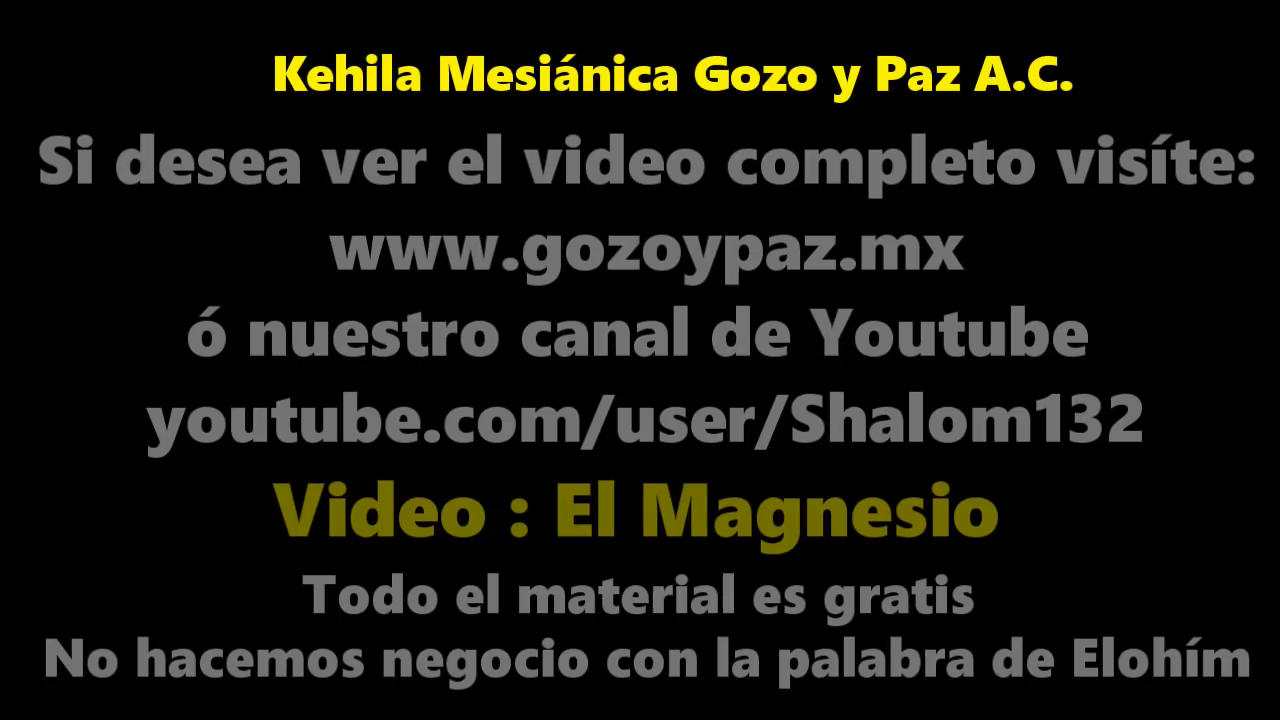 Kehila Mesiánica Gozo y Paz A.C.
Si desea ver el video completo visíte:
www.gozoypaz.mx
ó nuestro canal de Youtube
youtube.com/user/Shalom132
Video : El Magnesio
Todo el material es gratis
No hacemos negocio con la palabra de Elohím